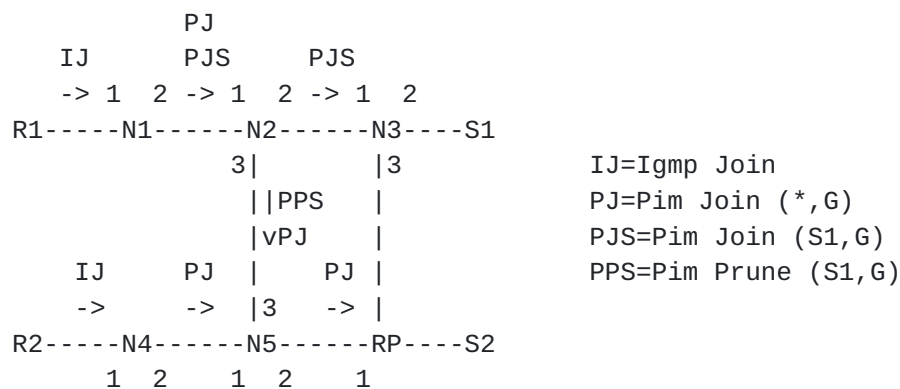 PJ
IJ PJS PJS
-> 1 2 -> 1 2 -> 1 2
R1-----N1------N2------N3----S1
3| |3 IJ=Igmp Join
||PPS | PJ=Pim Join (*,G)
|vPJ | PJS=Pim Join (S1,G)
IJ PJ | PJ | PPS=Pim Prune (S1,G)
-> -> |3 -> |
R2-----N4------N5------RP----S2
1 2 1 2 1